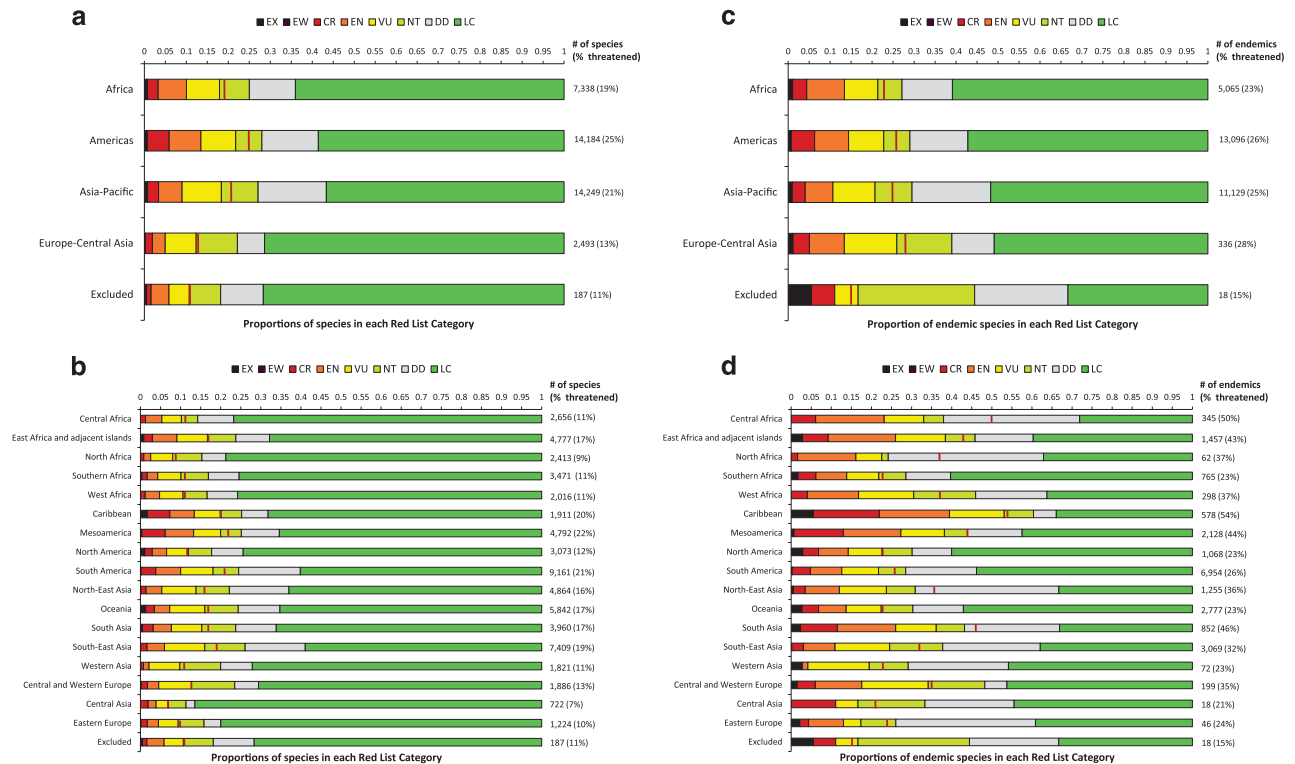 a
EX EW CR EN VU NT DD LC
# of species
(% threatened)
0 0.05 0.1 0.15 0.2 0.25 0.3 0.35 0.4 0.45 0.5 0.55 0.6 0.65 0.7 0.75 0.8 0.85 0.9 0.95 1
Africa 7,338 (19%)
Americas 14,184 (25%)
Asia-Pacific 14,249 (21%)
Europe-Central Asia 2,493 (13%)
Excluded 187 (11%)
Proportions of species in each Red List Category
c
EX EW CR EN VU NT DD LC
# of endemics
(% threatened)
0 0.05 0.1 0.15 0.2 0.25 0.3 0.35 0.4 0.45 0.5 0.55 0.6 0.65 0.7 0.75 0.8 0.85 0.9 0.95 1
Africa 5,065 (23%)
Americas 13,096 (26%)
Asia-Pacific 11,129 (25%)
Europe-Central Asia 336 (28%)
Excluded 18 (15%)
Proportion of endemic species in each Red List Category
b
EX EW CR EN VU NT DD LC
# of species
(% threatened)
0 0.05 0.1 0.15 0.2 0.25 0.3 0.35 0.4 0.45 0.5 0.55 0.6 0.65 0.7 0.75 0.8 0.85 0.9 0.95 1
Central Africa 2,656 (11%)
East Africa and adjacent islands 4,777 (17%)
North Africa 2,413 (9%)
Southern Africa 3,471 (11%)
West Africa 2,016 (11%)
Caribbean 1,911 (20%)
Mesoamerica 4,792 (22%)
North America 3,073 (12%)
South America 9,161 (21%)
North-East Asia 4,864 (16%)
Oceania 5,842 (17%)
South Asia 3,960 (17%)
South-East Asia 7,409 (19%)
Western Asia 1,821 (11%)
Central and Western Europe 1,886 (13%)
Central Asia 722 (7%)
Eastern Europe 1,224 (10%)
Excluded 187 (11%)
Proportions of species in each Red List Category
d
EX EW CR EN VU NT DD LC
# of endemics
(% threatened)
0 0.05 0.1 0.15 0.2 0.25 0.3 0.35 0.4 0.45 0.5 0.55 0.6 0.65 0.7 0.75 0.8 0.85 0.9 0.95 1
Central Africa 345 (50%)
East Africa and adjacent islands 1,457 (43%)
North Africa 62 (37%)
Southern Africa 765 (23%)
West Africa 298 (37%)
Caribbean 578 (54%)
Mesoamerica 2,128 (44%)
North America 1,068 (23%)
South America 6,954 (26%)
North-East Asia 1,255 (36%)
Oceania 2,777 (23%)
South Asia 852 (46%)
South-East Asia 3,069 (32%)
Western Asia 72 (23%)
Central and Western Europe 199 (35%)
Central Asia 18 (21%)
Eastern Europe 46 (24%)
Excluded 18 (15%)
Proportions of endemic species in each Red List Category